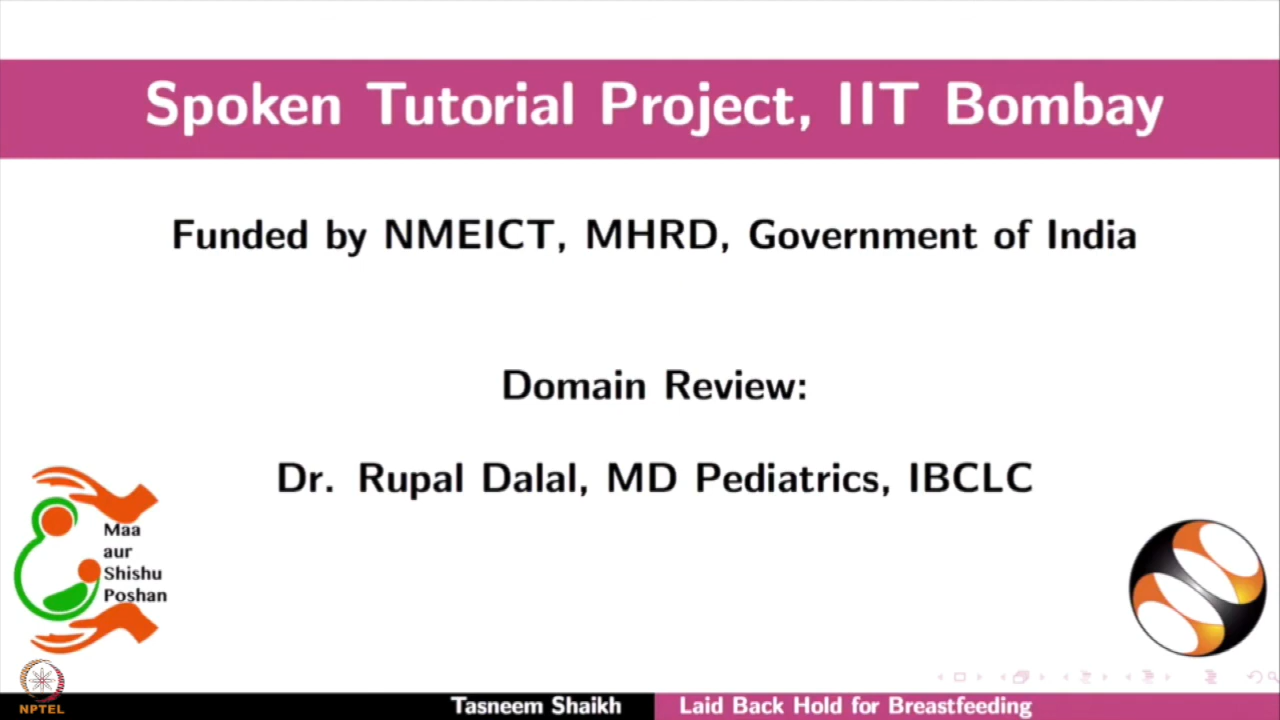 Spoken Tutorial Project, IIT Bombay
Funded by NMEICT, MHRD, Government of India
Domain Review:
Dr. Rupal Dalal, MD Pediatrics, IBCLC
Maa
aur
Shishu
Poshan
NPTEL
Tasneem Shaikh
Laid Back Hold for Breastfeeding